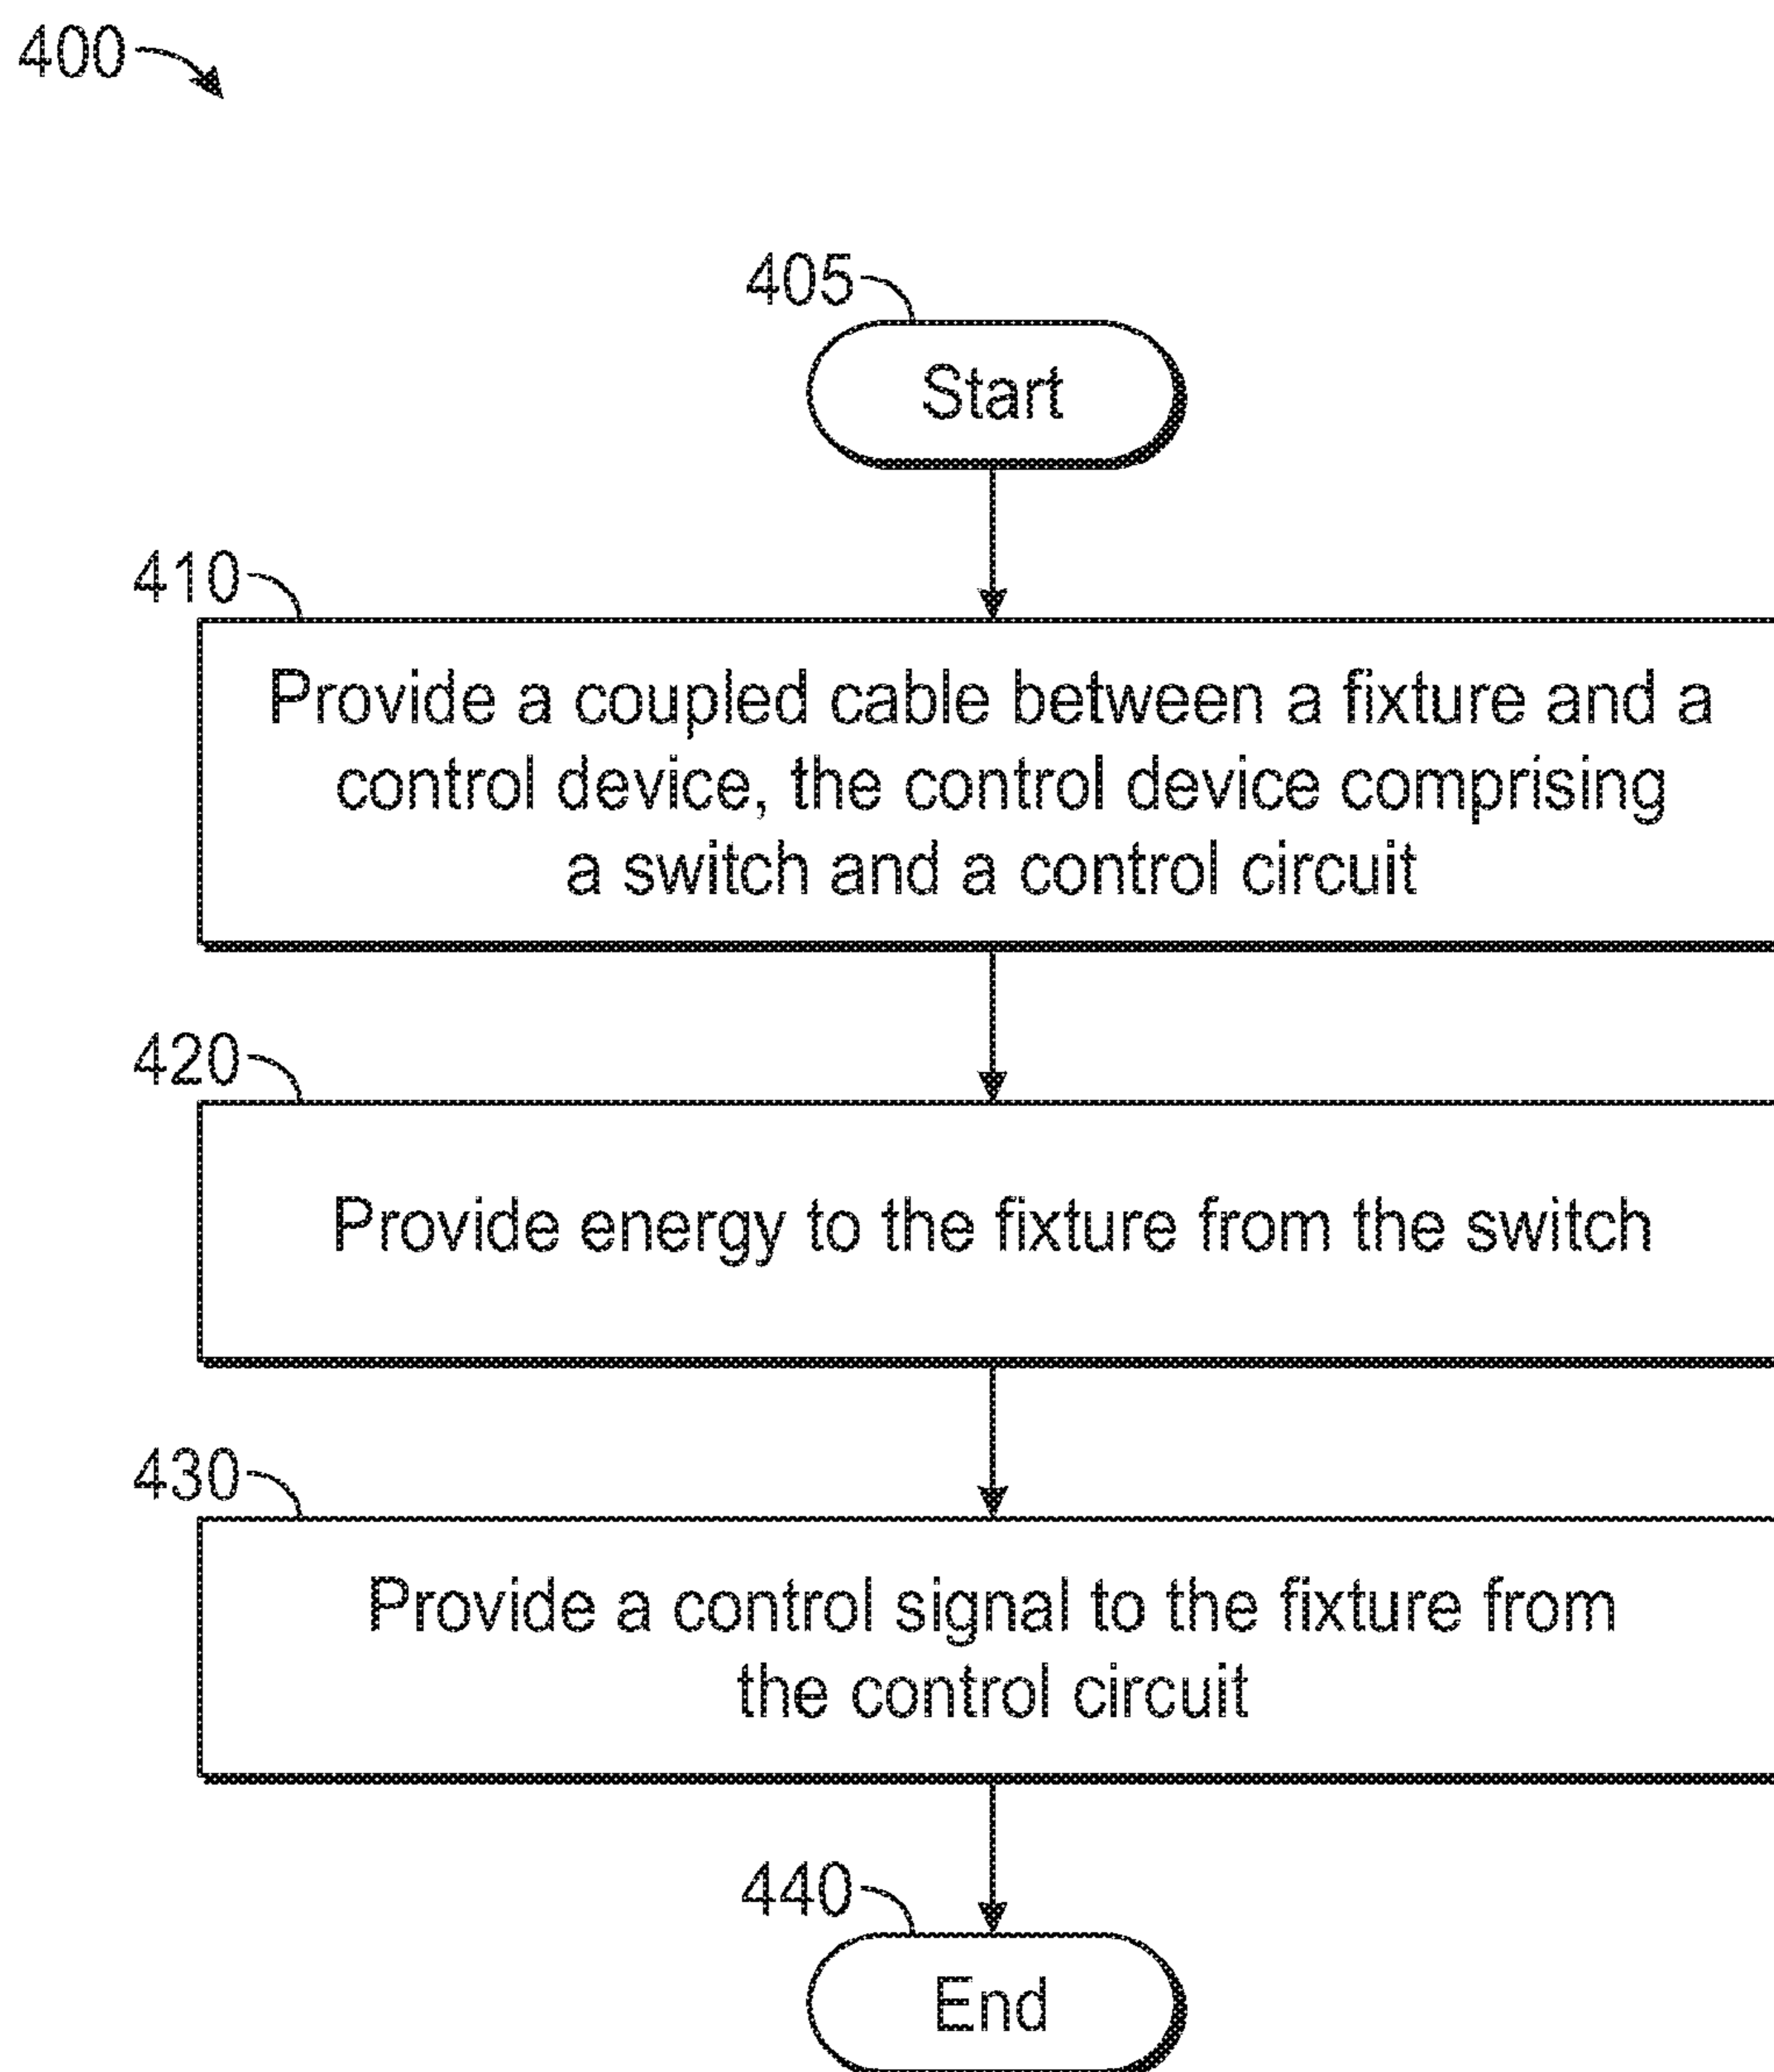 400
405
Start
410
Provide a coupled cable between a fixture and a
control device, the control device comprising
a switch and a control circuit
420
Provide energy to the fixture from the switch
430
Provide a control signal to the fixture from
the control circuit
440
End